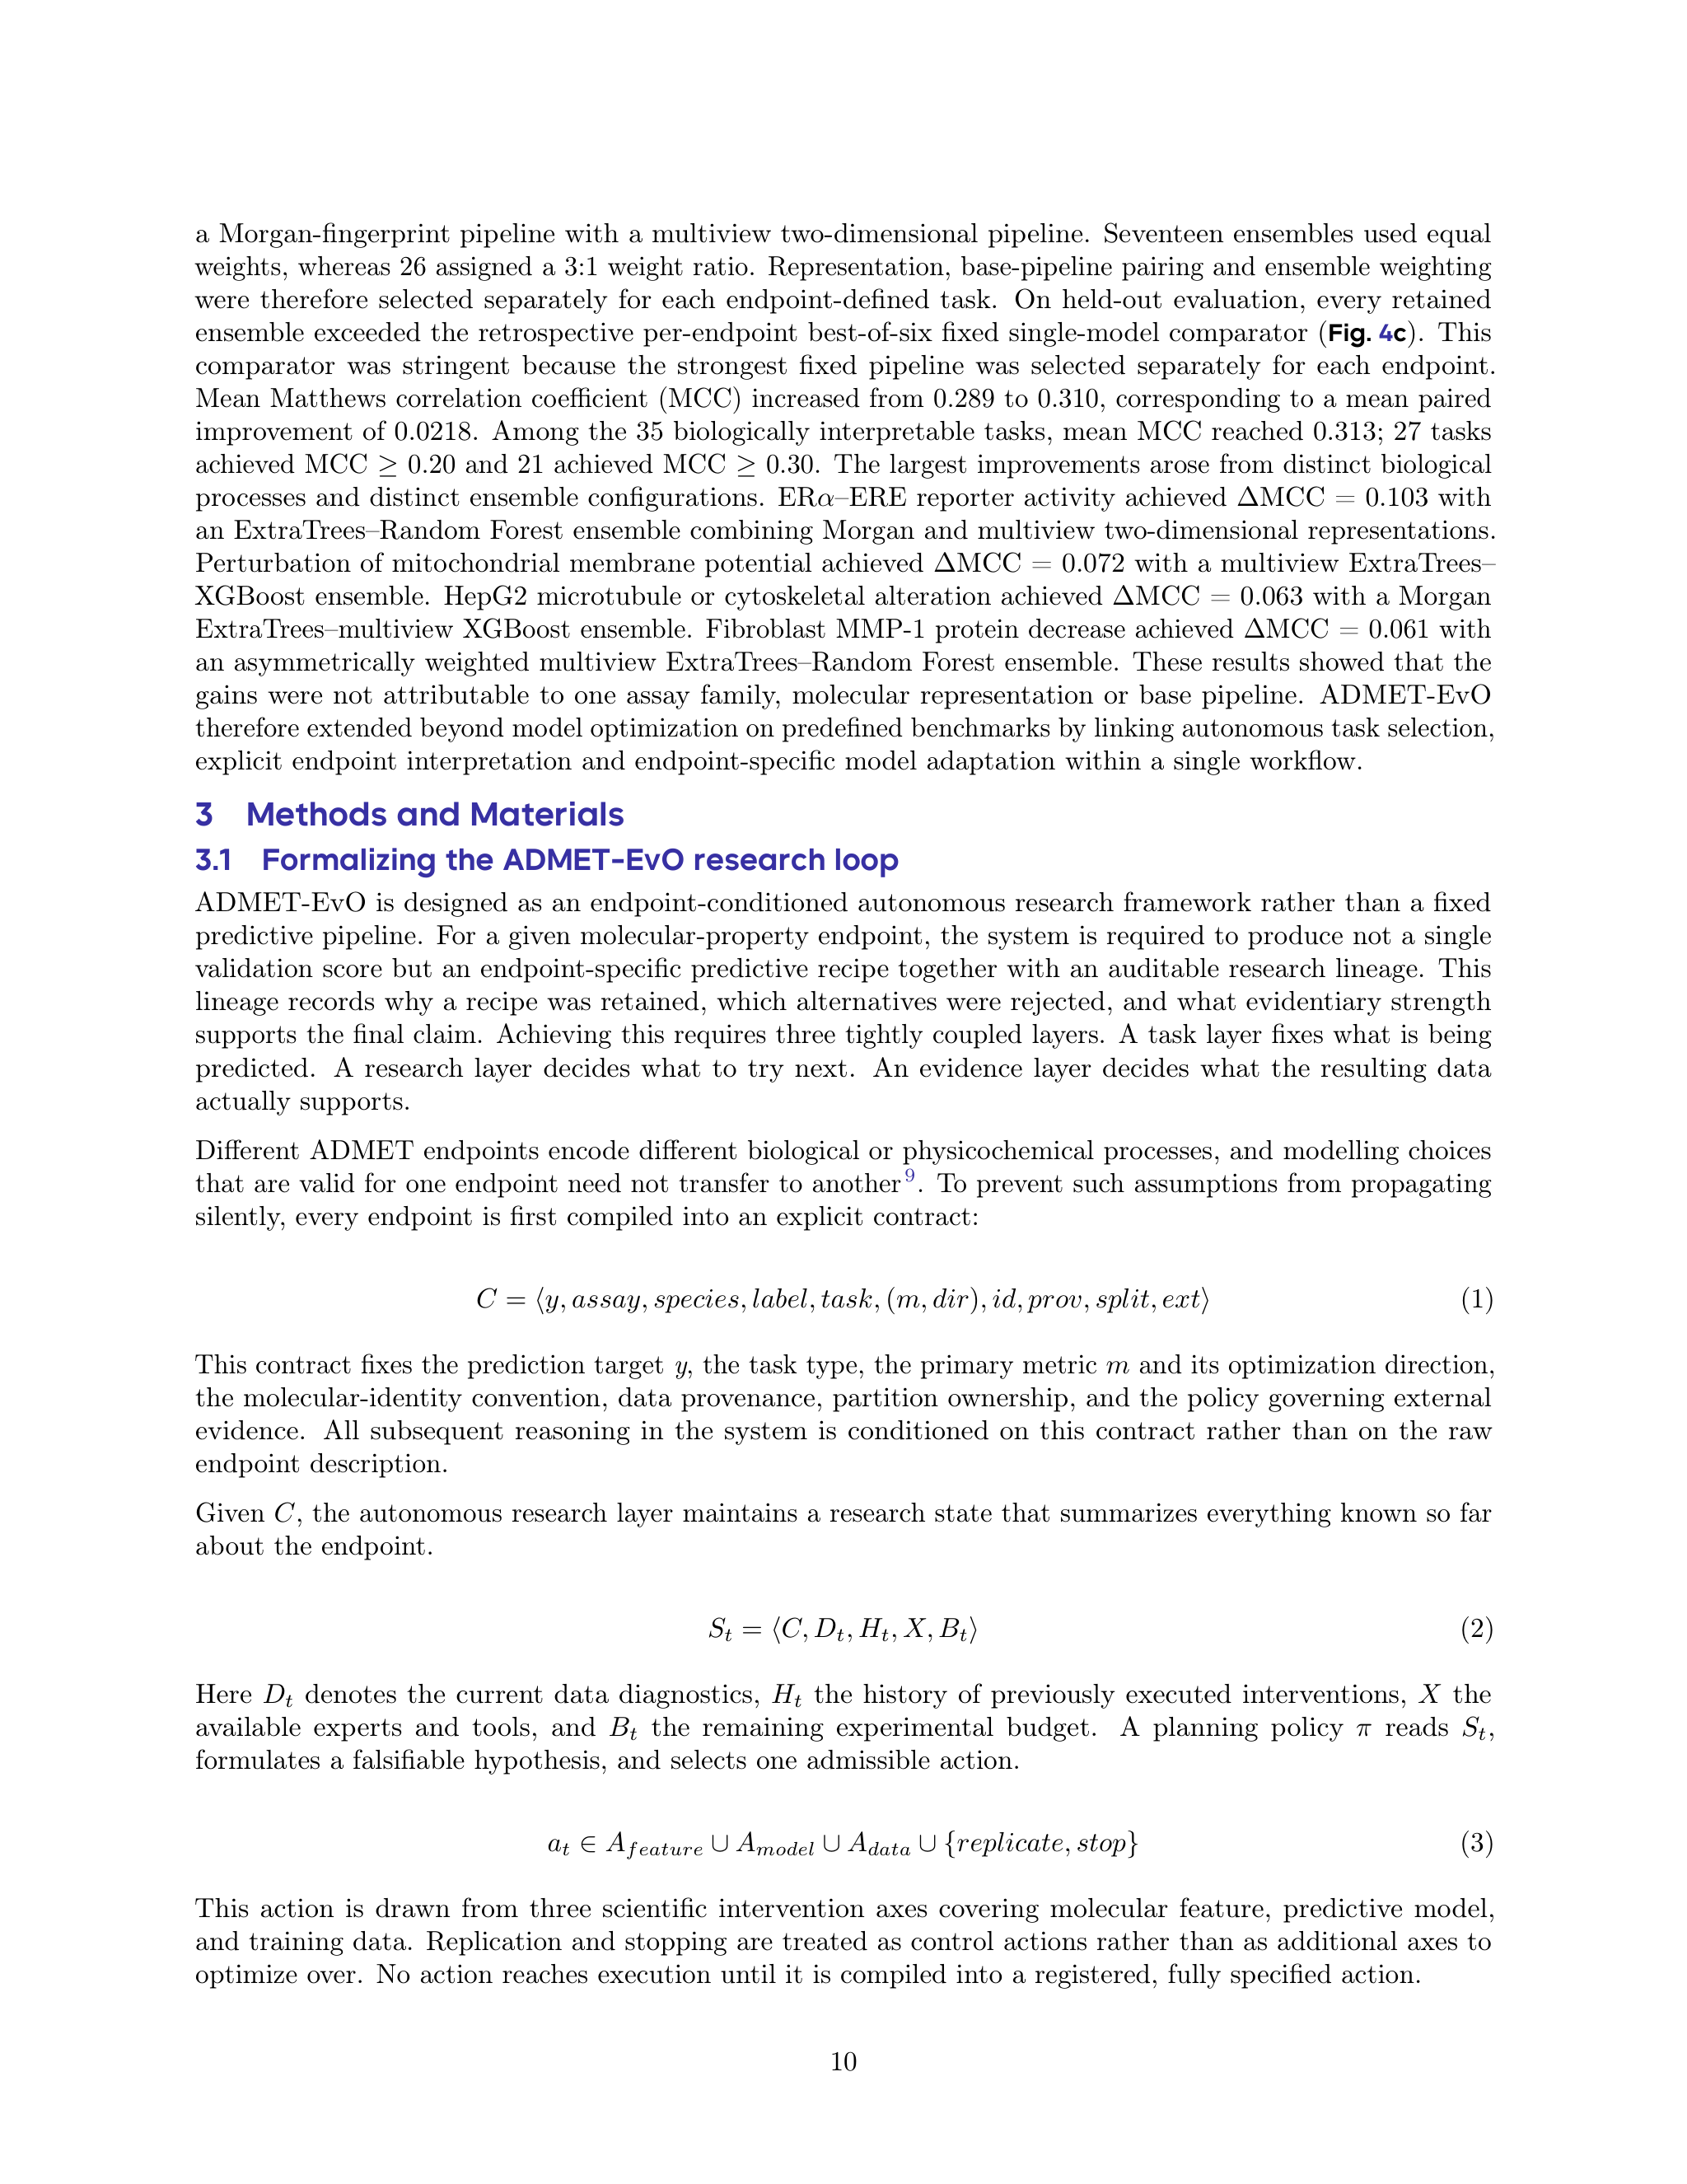 a Morgan-fingerprint pipeline with a multiview two-dimensional pipeline. Seventeen ensembles used equal
weights, whereas 26 assigned a 3:1 weight ratio. Representation, base-pipeline pairing and ensemble weighting
were therefore selected separately for each endpoint-defined task. On held-out evaluation, every retained
ensemble exceeded the retrospective per-endpoint best-of-six fixed single-model comparator (Fig. 4c). This
comparator was stringent because the strongest fixed pipeline was selected separately for each endpoint.
Mean Matthews correlation coefficient (MCC) increased from 0.289 to 0.310, corresponding to a mean paired
improvement of 0.0218. Among the 35 biologically interpretable tasks, mean MCC reached 0.313; 27 tasks
achieved MCC ≥ 0.20 and 21 achieved MCC ≥ 0.30. The largest improvements arose from distinct biological
processes and distinct ensemble configurations. ERα–ERE reporter activity achieved ΔMCC = 0.103 with
an ExtraTrees–Random Forest ensemble combining Morgan and multiview two-dimensional representations.
Perturbation of mitochondrial membrane potential achieved ΔMCC = 0.072 with a multiview ExtraTrees–
XGBoost ensemble. HepG2 microtubule or cytoskeletal alteration achieved ΔMCC = 0.063 with a Morgan
ExtraTrees–multiview XGBoost ensemble. Fibroblast MMP-1 protein decrease achieved ΔMCC = 0.061 with
an asymmetrically weighted multiview ExtraTrees–Random Forest ensemble. These results showed that the
gains were not attributable to one assay family, molecular representation or base pipeline. ADMET-EvO
therefore extended beyond model optimization on predefined benchmarks by linking autonomous task selection,
explicit endpoint interpretation and endpoint-specific model adaptation within a single workflow.
3 Methods and Materials
3.1 Formalizing the ADMET-EvO research loop
ADMET-EvO is designed as an endpoint-conditioned autonomous research framework rather than a fixed
predictive pipeline. For a given molecular-property endpoint, the system is required to produce not a single
validation score but an endpoint-specific predictive recipe together with an auditable research lineage. This
lineage records why a recipe was retained, which alternatives were rejected, and what evidentiary strength
supports the final claim. Achieving this requires three tightly coupled layers. A task layer fixes what is being
predicted. A research layer decides what to try next. An evidence layer decides what the resulting data
actually supports.
Different ADMET endpoints encode different biological or physicochemical processes, and modelling choices
that are valid for one endpoint need not transfer to another⁹. To prevent such assumptions from propagating
silently, every endpoint is first compiled into an explicit contract:
C = ⟨y, assay, species, label, task, (m, dir), id, prov, split, ext⟩ (1)
This contract fixes the prediction target y, the task type, the primary metric m and its optimization direction,
the molecular-identity convention, data provenance, partition ownership, and the policy governing external
evidence. All subsequent reasoning in the system is conditioned on this contract rather than on the raw
endpoint description.
Given C, the autonomous research layer maintains a research state that summarizes everything known so far
about the endpoint.
S_t = ⟨C, D_t, H_t, X, B_t⟩ (2)
Here D_t denotes the current data diagnostics, H_t the history of previously executed interventions, X the
available experts and tools, and B_t the remaining experimental budget. A planning policy π reads S_t,
formulates a falsifiable hypothesis, and selects one admissible action.
a_t ∈ A_feature ∪ A_model ∪ A_data ∪ {replicate, stop} (3)
This action is drawn from three scientific intervention axes covering molecular feature, predictive model,
and training data. Replication and stopping are treated as control actions rather than as additional axes to
optimize over. No action reaches execution until it is compiled into a registered, fully specified action.
10